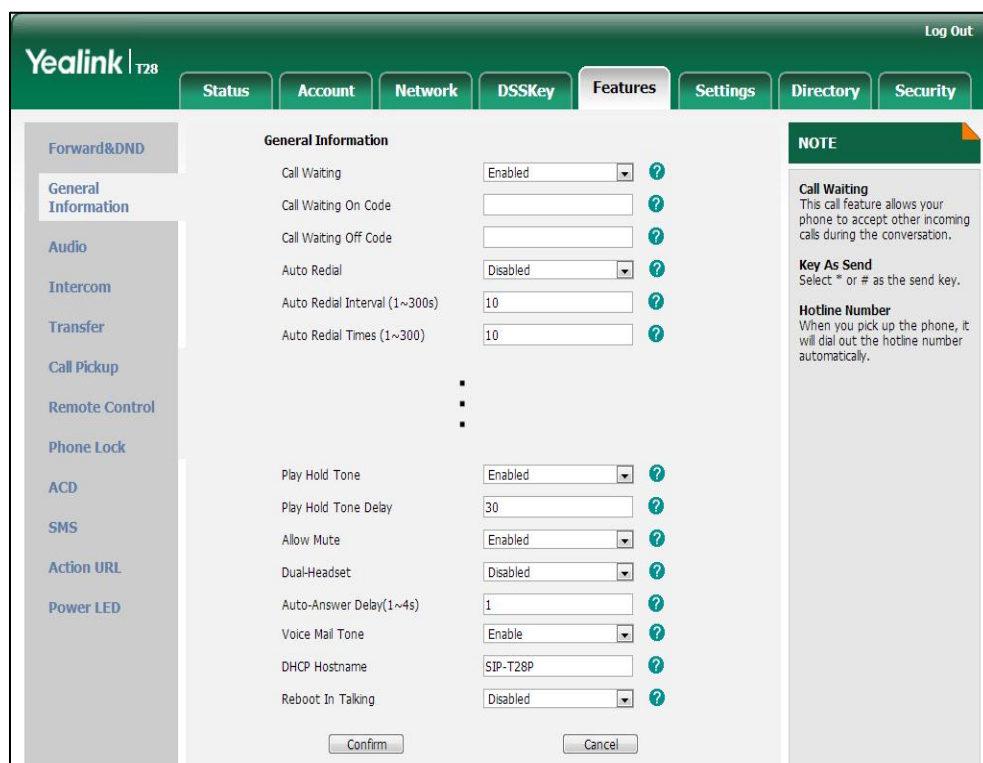 Log Out
Yealink | T28
Status Account Network DSSKey Features Settings Directory Security
Forward&DND
General
Information
Audio
Intercom
Transfer
Call Pickup
Remote Control
Phone Lock
ACD
SMS
Action URL
Power LED
General Information
Call Waiting Enabled ?
Call Waiting On Code ?
Call Waiting Off Code ?
Auto Redial Disabled ?
Auto Redial Interval (1~300s) 10 ?
Auto Redial Times (1~300) 10 ?
Play Hold Tone Enabled ?
Play Hold Tone Delay 30 ?
Allow Mute Enabled ?
Dual-Headset Disabled ?
Auto-Answer Delay(1~4s) 1 ?
Voice Mail Tone Enable ?
DHCP Hostname SIP-T28P ?
Reboot In Talking Disabled ?
Confirm Cancel
NOTE
Call Waiting
This call feature allows your
phone to accept other incoming
calls during the conversation.
Key As Send
Select * or # as the send key.
Hotline Number
When you pick up the phone, it
will dial out the hotline number
automatically.